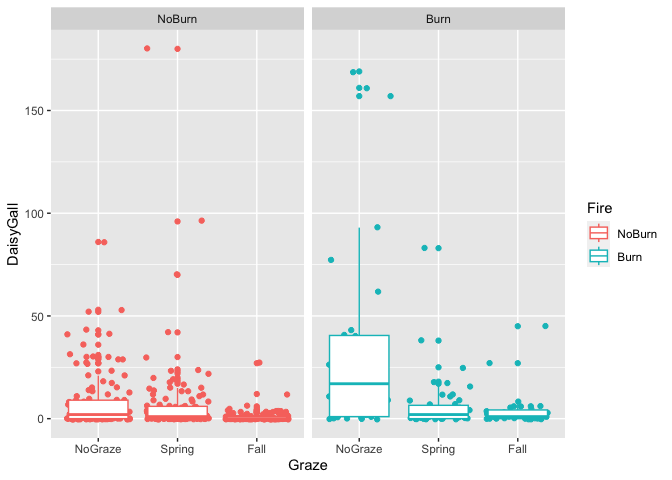 NoBurn
Burn
150
100
50
0
DaisyGall
NoGraze
Spring
Fall
NoGraze
Spring
Fall
Graze
Fire
NoBurn
Burn